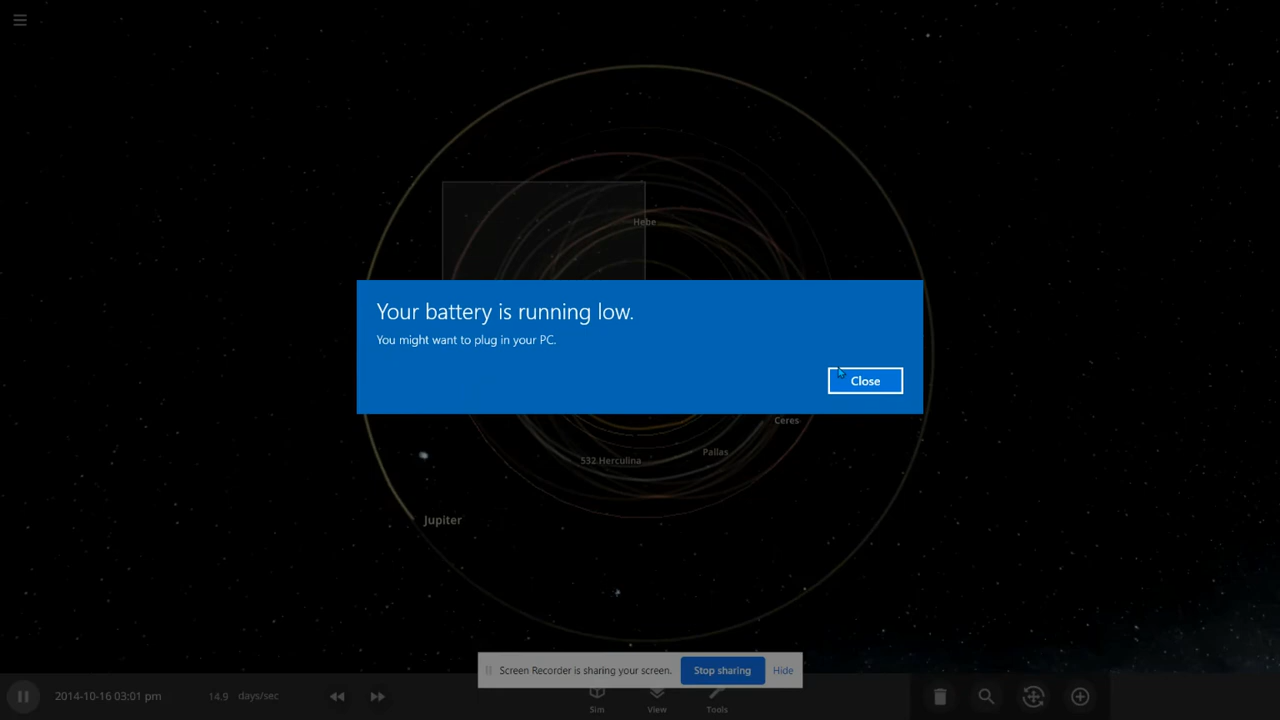 Hebe
Your battery is running low.
You might want to plug in your PC.
Close
Ceres
Pallas
532 Herculina
Jupiter
Screen Recorder is sharing your screen. Stop sharing Hide
2014-10-16 03:01 pm 14.9 days/sec
Sim View Tools